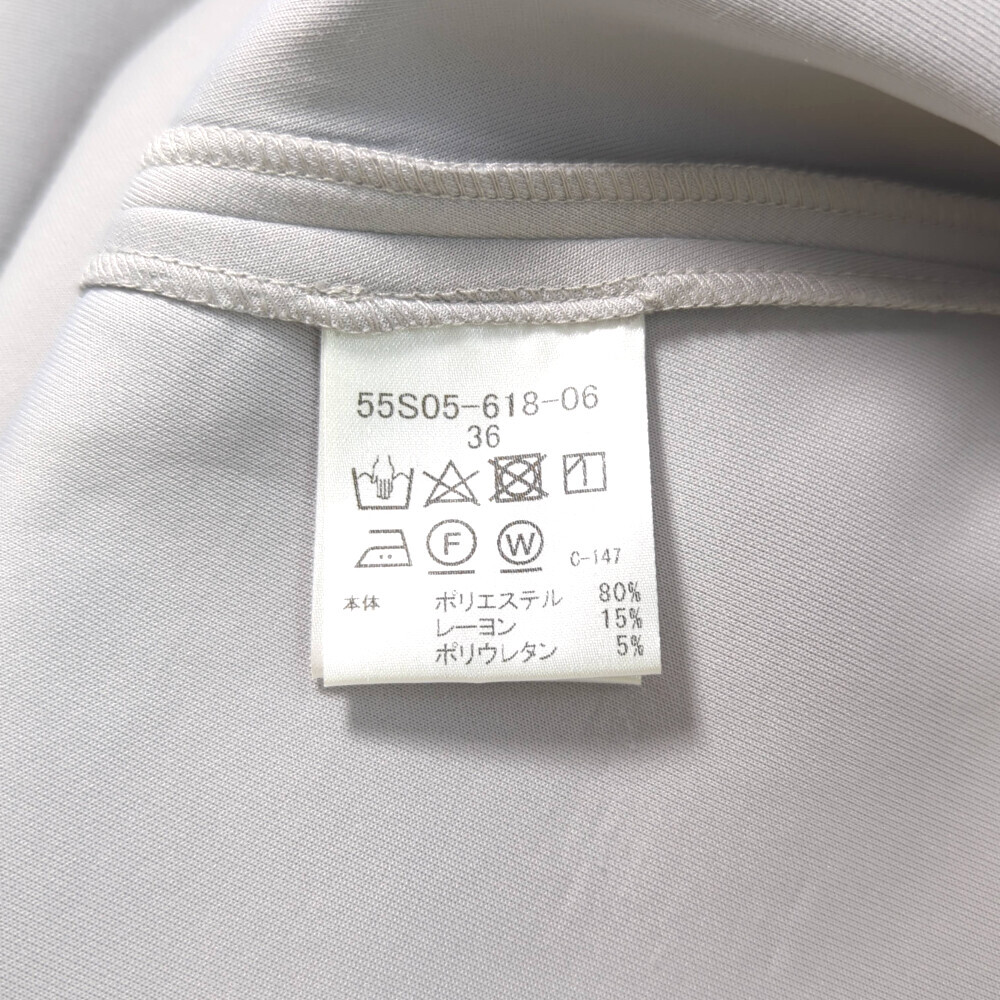 55S05-618-06
36
F W C-147
本体 ポリエステル 80%
レーヨン 15%
ポリウレタン 5%